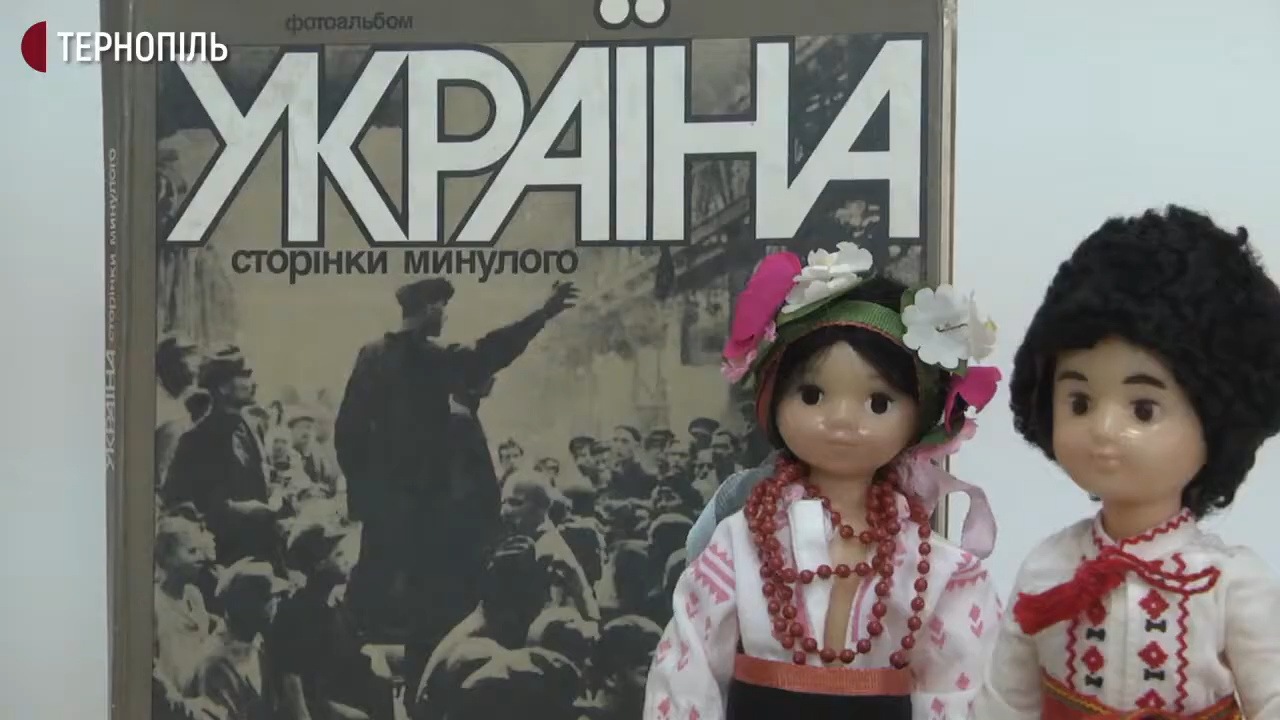 ТЕРНОПІЛЬ
фотоальбом
УКРАЇНА
сторінки минулого
УКРАЇНА сторінки минулого